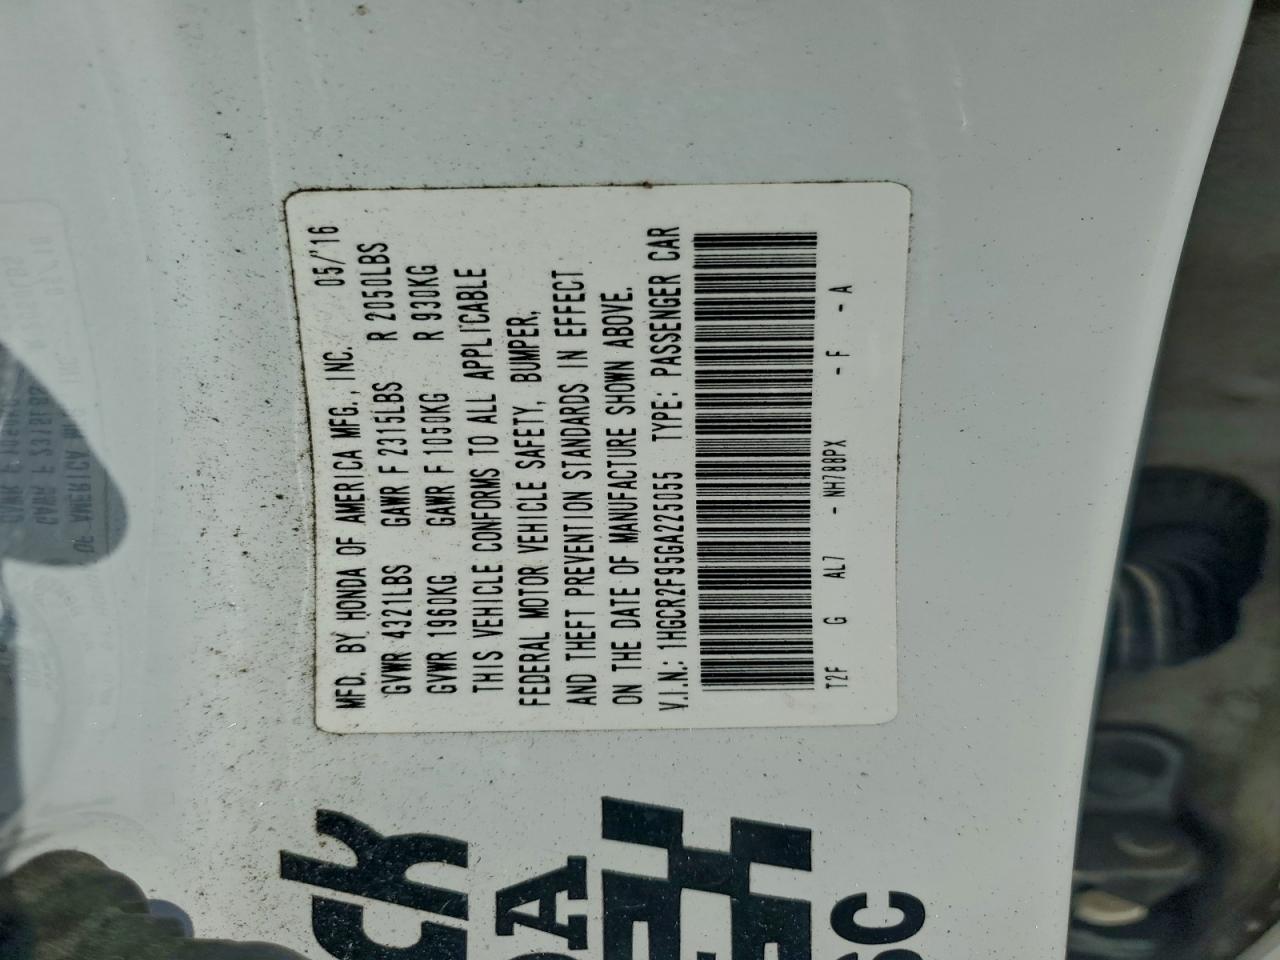 MFD. BY HONDA OF AMERICA MFG., INC. 05/'16
GVWR 4321LBS GAWR F 2315LBS R 2050LBS
GVWR 1960KG GAWR F 1050KG R 930KG
THIS VEHICLE CONFORMS TO ALL APPLICABLE
FEDERAL MOTOR VEHICLE SAFETY, BUMPER,
AND THEFT PREVENTION STANDARDS IN EFFECT
ON THE DATE OF MANUFACTURE SHOWN ABOVE.
V.I.N.: 1HGCR2F95GA225055 TYPE: PASSENGER CAR
T2F G AL7 - NH788PX - F - A